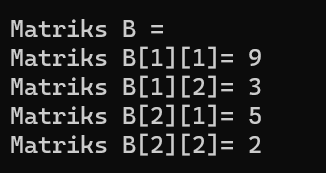 Matriks B =
Matriks B[1][1]= 9
Matriks B[1][2]= 3
Matriks B[2][1]= 5
Matriks B[2][2]= 2